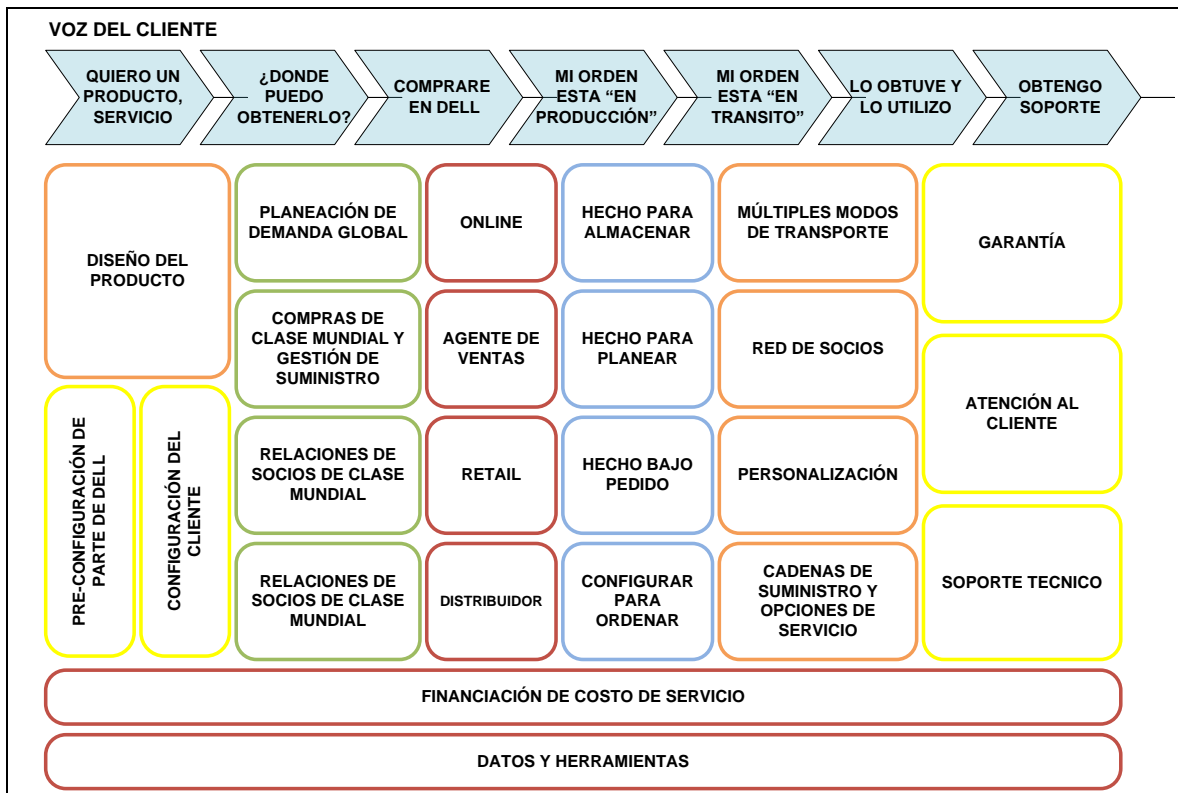 VOZ DEL CLIENTE
QUIERO UN
PRODUCTO,
SERVICIO
¿DONDE
PUEDO
OBTENERLO?
COMPRARE
EN DELL
MI ORDEN
ESTA “EN
PRODUCCIÓN”
MI ORDEN
ESTA “EN
TRANSITO”
LO OBTUVE Y
LO UTILIZO
OBTENGO
SOPORTE
DISEÑO DEL
PRODUCTO
PRE-CONFIGURACIÓN DE
PARTE DE DELL
CONFIGURACIÓN DEL
CLIENTE
PLANEACIÓN DE
DEMANDA GLOBAL
COMPRAS DE
CLASE MUNDIAL Y
GESTIÓN DE
SUMINISTRO
RELACIONES DE
SOCIOS DE CLASE
MUNDIAL
RELACIONES DE
SOCIOS DE CLASE
MUNDIAL
ONLINE
AGENTE DE
VENTAS
RETAIL
DISTRIBUIDOR
HECHO PARA
ALMACENAR
HECHO PARA
PLANEAR
HECHO BAJO
PEDIDO
CONFIGURAR
PARA
ORDENAR
MÚLTIPLES MODOS
DE TRANSPORTE
RED DE SOCIOS
PERSONALIZACIÓN
CADENAS DE
SUMINISTRO Y
OPCIONES DE
SERVICIO
GARANTÍA
ATENCIÓN AL
CLIENTE
SOPORTE TECNICO
FINANCIACIÓN DE COSTO DE SERVICIO
DATOS Y HERRAMIENTAS